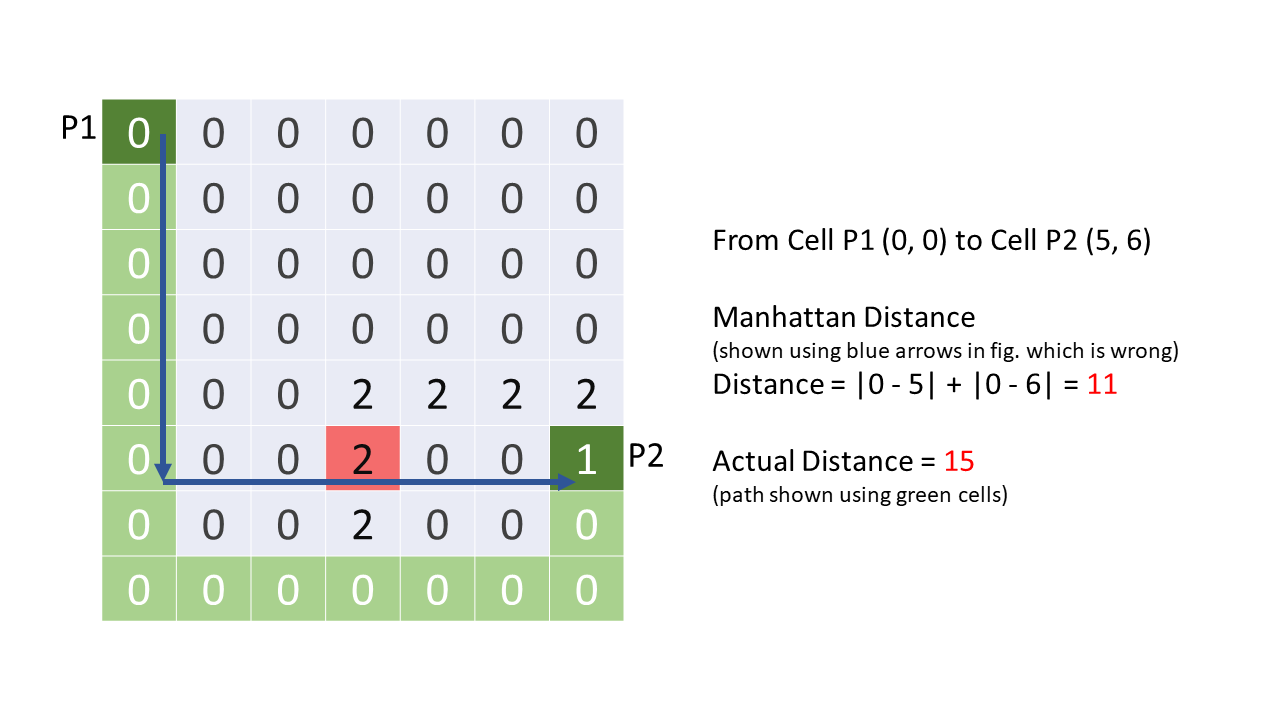 P1
0 0 0 0 0 0 0
0 0 0 0 0 0 0
0 0 0 0 0 0 0
0 0 0 0 0 0 0
0 0 0 2 2 2 2
0 0 0 2 0 0 1
P2
0 0 0 2 0 0 0
0 0 0 0 0 0 0
From Cell P1 (0, 0) to Cell P2 (5, 6)
Manhattan Distance
(shown using blue arrows in fig. which is wrong)
Distance = |0 - 5| + |0 - 6| = 11
Actual Distance = 15
(path shown using green cells)